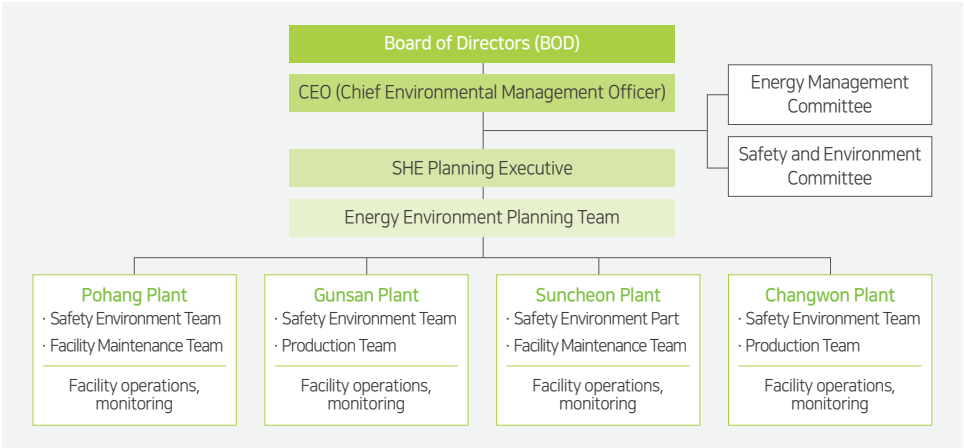 Board of Directors (BOD)
CEO (Chief Environmental Management Officer)
Energy Management
Committee
Safety and Environment
Committee
SHE Planning Executive
Energy Environment Planning Team
Pohang Plant
· Safety Environment Team
· Facility Maintenance Team
Facility operations,
monitoring
Gunsan Plant
· Safety Environment Team
· Production Team
Facility operations,
monitoring
Suncheon Plant
· Safety Environment Part
· Facility Maintenance Team
Facility operations,
monitoring
Changwon Plant
· Safety Environment Team
· Production Team
Facility operations,
monitoring